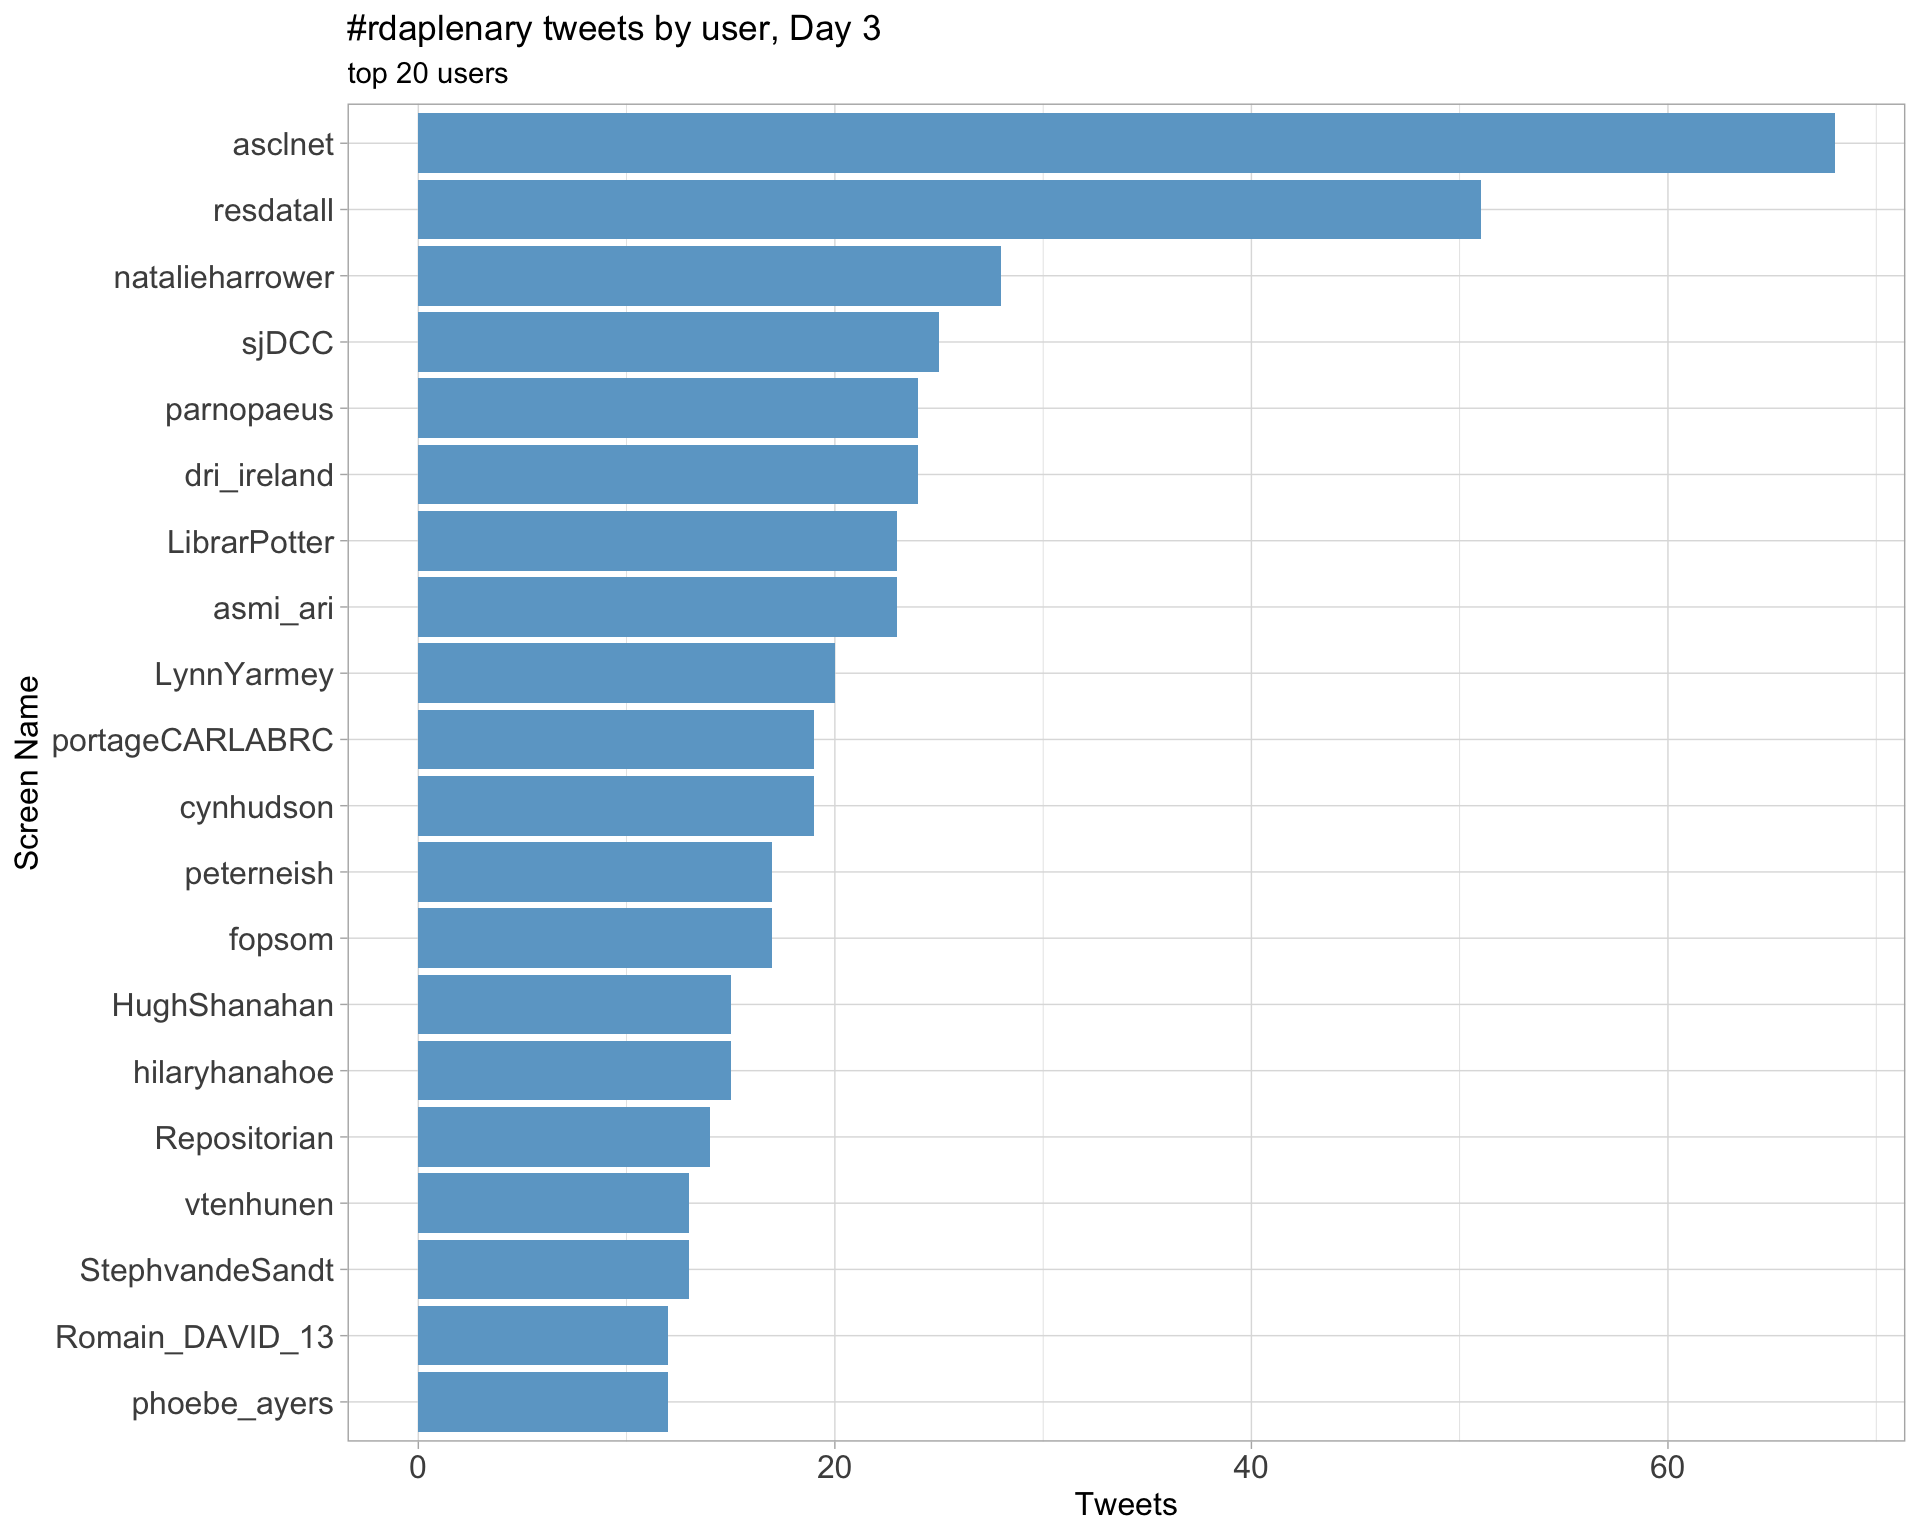 #rdaplenary tweets by user, Day 3
top 20 users
asclnet
resdatall
natalieharrower
sjDCC
parnopaeus
dri_ireland
LibrarPotter
asmi_ari
LynnYarmey
portageCARLABRC
cynhudson
peterneish
fopsom
HughShanahan
hilaryhanahoe
Repositorian
vtenhunen
StephvandeSandt
Romain_DAVID_13
phoebe_ayers
Screen Name
0 20 40 60
Tweets